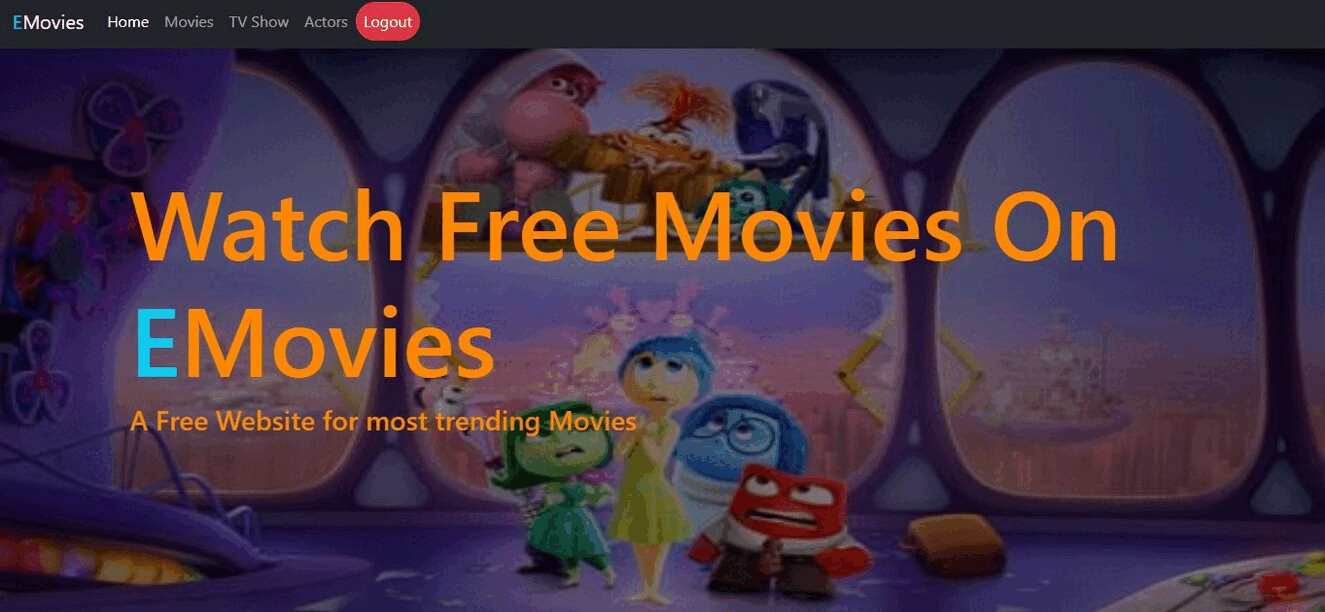 EMovies Home Movies TV Show Actors Logout
Watch Free Movies On
EMovies
A Free Website for most trending Movies